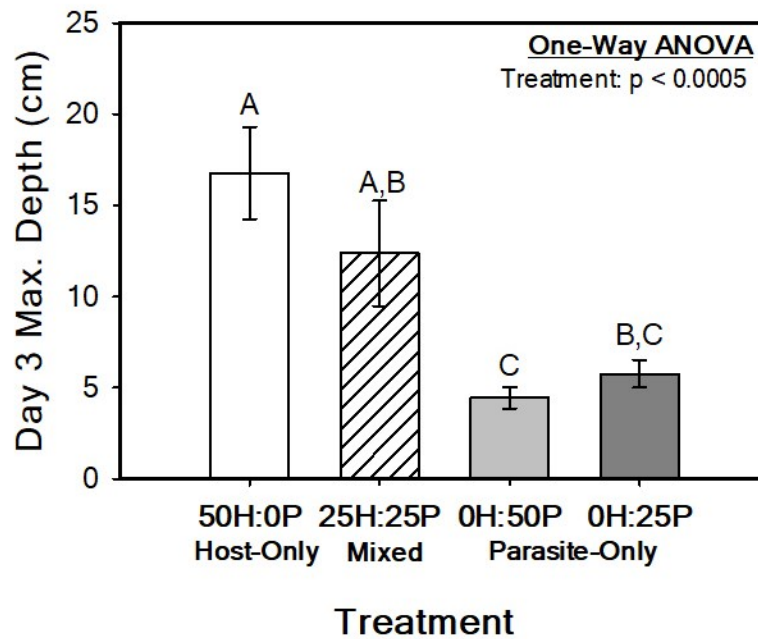 25
20
15
10
5
0
Day 3 Max. Depth (cm)
One-Way ANOVA
Treatment: p < 0.0005
A
A,B
C
B,C
50H:0P 25H:25P 0H:50P 0H:25P
Host-Only Mixed Parasite-Only
Treatment